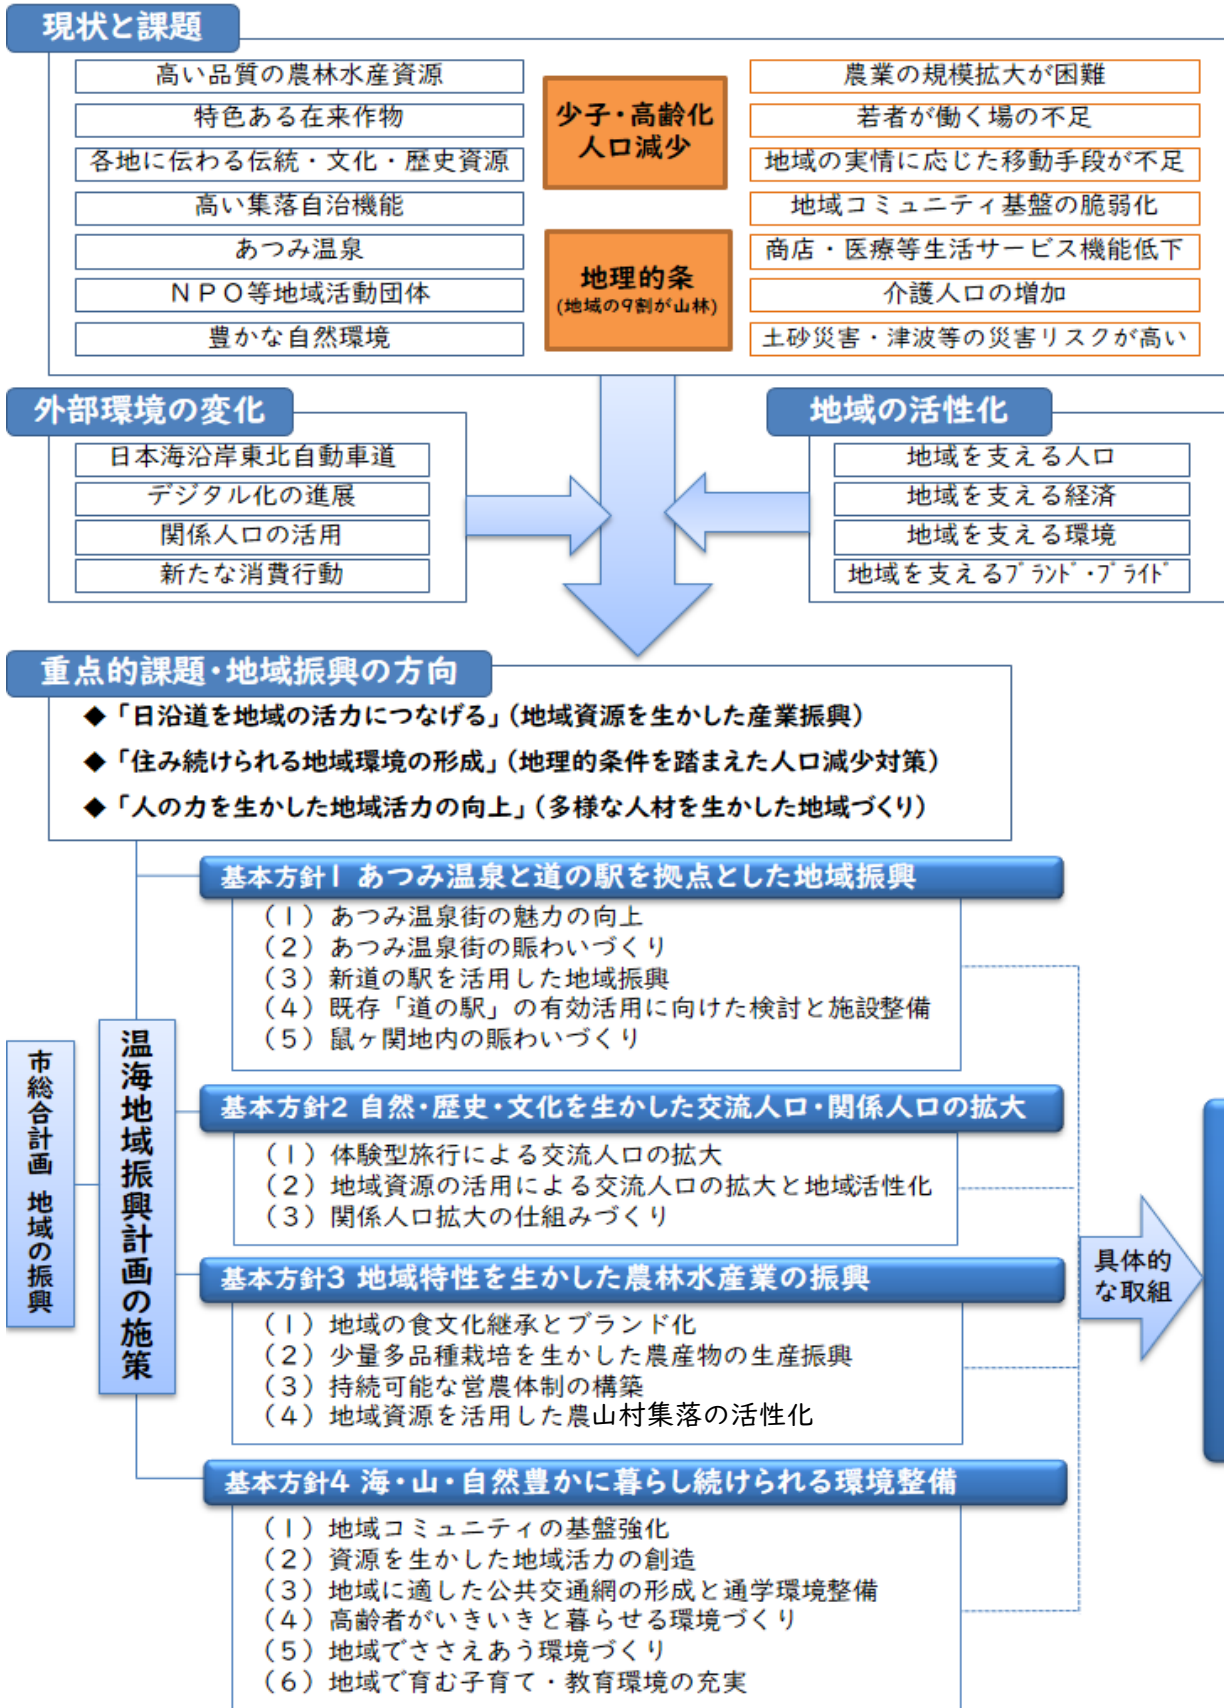 現状と課題
高い品質の農林水産資源
特色ある在来作物
各地に伝わる伝統・文化・歴史資源
高い集落自治機能
あつみ温泉
NPO等地域活動団体
豊かな自然環境
少子・高齢化
人口減少
地理的条
(地域の9割が山林)
農業の規模拡大が困難
若者が働く場の不足
地域の実情に応じた移動手段が不足
地域コミュニティ基盤の脆弱化
商店・医療等生活サービス機能低下
介護人口の増加
土砂災害・津波等の災害リスクが高い
外部環境の変化
日本海沿岸東北自動車道
デジタル化の進展
関係人口の活用
新たな消費行動
地域の活性化
地域を支える人口
地域を支える経済
地域を支える環境
地域を支えるブランド・プライド
重点的課題・地域振興の方向
◆「日沿道を地域の活力につなげる」(地域資源を生かした産業振興)
◆「住み続けられる地域環境の形成」(地理的条件を踏まえた人口減少対策)
◆「人の力を生かした地域活力の向上」(多様な人材を生かした地域づくり)
市総合計画 地域の振興
温海地域振興計画の施策
基本方針1 あつみ温泉と道の駅を拠点とした地域振興
(1)あつみ温泉街の魅力の向上
(2)あつみ温泉街の賑わいづくり
(3)新道の駅を活用した地域振興
(4)既存「道の駅」の有効活用に向けた検討と施設整備
(5)鼠ヶ関地内の賑わいづくり
基本方針2 自然・歴史・文化を生かした交流人口・関係人口の拡大
(1)体験型旅行による交流人口の拡大
(2)地域資源の活用による交流人口の拡大と地域活性化
(3)関係人口拡大の仕組みづくり
基本方針3 地域特性を生かした農林水産業の振興
(1)地域の食文化継承とブランド化
(2)少量多品種栽培を生かした農産物の生産振興
(3)持続可能な営農体制の構築
(4)地域資源を活用した農山村集落の活性化
基本方針4 海・山・自然豊かに暮らし続けられる環境整備
(1)地域コミュニティの基盤強化
(2)資源を生かした地域活力の創造
(3)地域に適した公共交通網の形成と通学環境整備
(4)高齢者がいきいきと暮らせる環境づくり
(5)地域でささえあう環境づくり
(6)地域で育む子育て・教育環境の充実
具体的
な取組